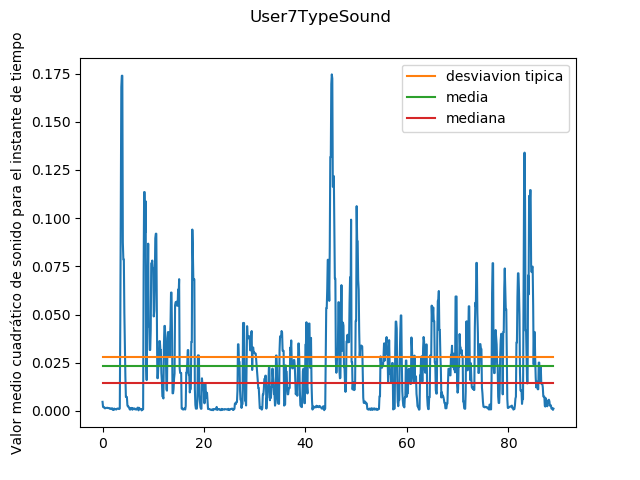 User7TypeSound
Valor medio cuadrático de sonido para el instante de tiempo
desviavion tipica
media
mediana
0.175
0.150
0.125
0.100
0.075
0.050
0.025
0.000
0
20
40
60
80